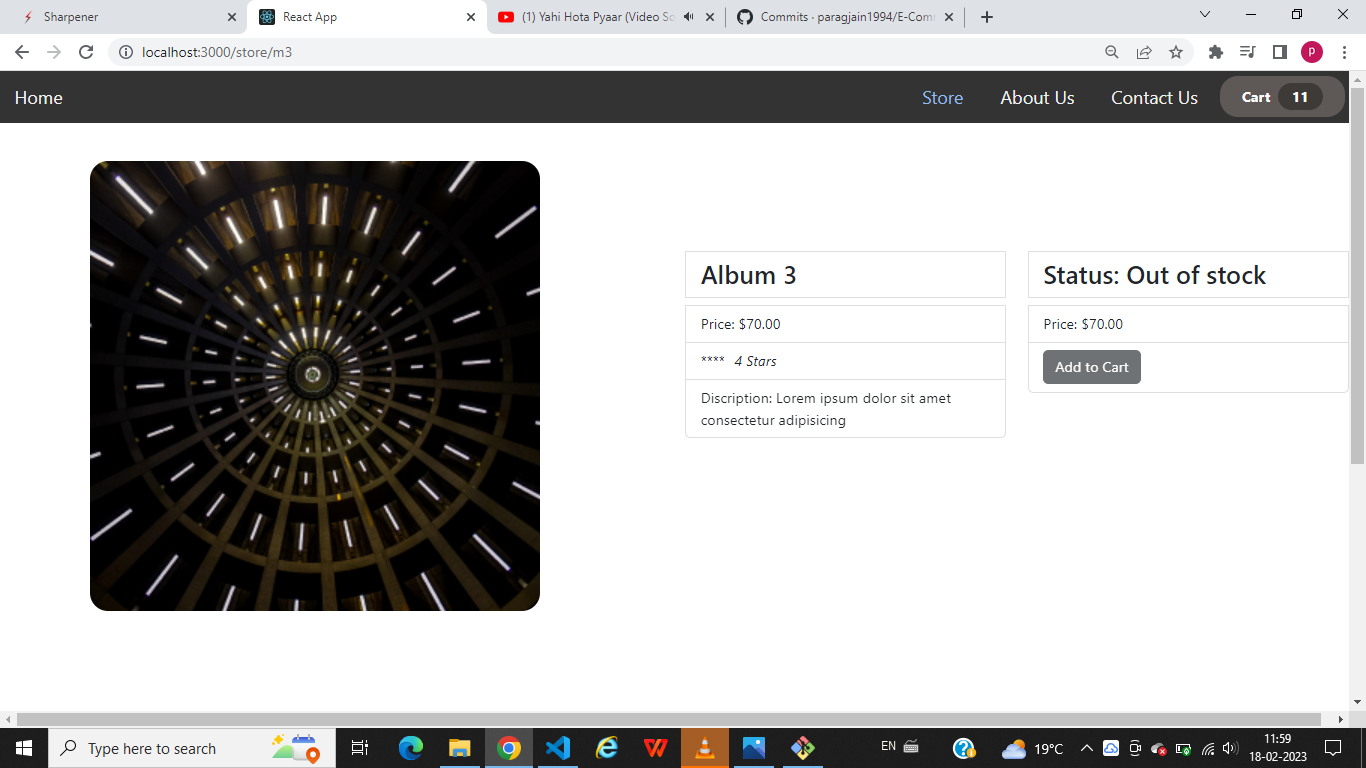 Sharpener
React App
(1) Yahi Hota Pyaar (Video So
Commits · paragjain1994/E-Com
localhost:3000/store/m3
P
Home
Store
About Us
Contact Us
Cart 11
Album 3
Price: $70.00
**** 4 Stars
Discription: Lorem ipsum dolor sit amet
consectetur adipisicing
Status: Out of stock
Price: $70.00
Add to Cart
Type here to search
EN
19°C
11:59
18-02-2023